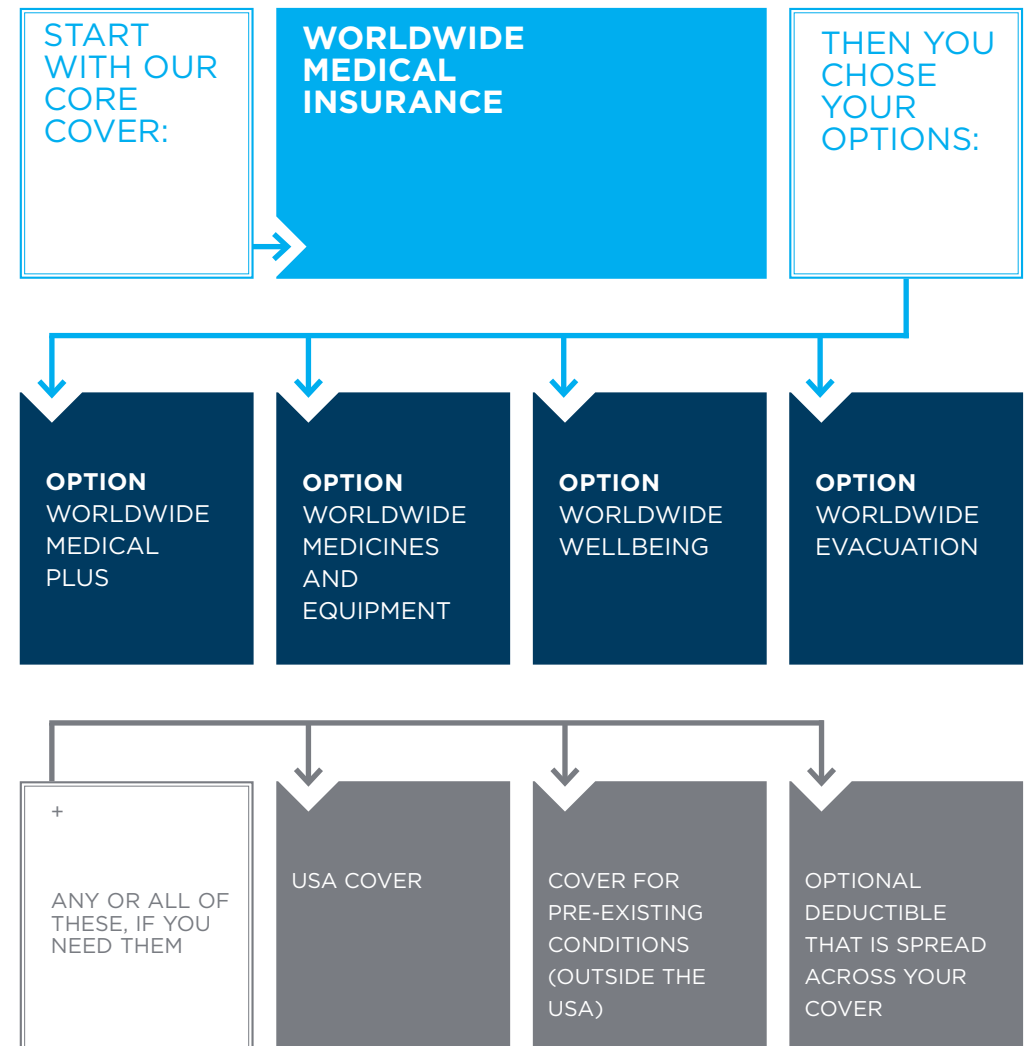 START
WITH OUR
CORE
COVER:
WORLDWIDE
MEDICAL
INSURANCE
THEN YOU
CHOSE
YOUR
OPTIONS:
OPTION
WORLDWIDE
MEDICAL
PLUS
OPTION
WORLDWIDE
MEDICINES
AND
EQUIPMENT
OPTION
WORLDWIDE
WELLBEING
OPTION
WORLDWIDE
EVACUATION
+
ANY OR ALL OF
THESE, IF YOU
NEED THEM
USA COVER
COVER FOR
PRE-EXISTING
CONDITIONS
(OUTSIDE THE
USA)
OPTIONAL
DEDUCTIBLE
THAT IS SPREAD
ACROSS YOUR
COVER